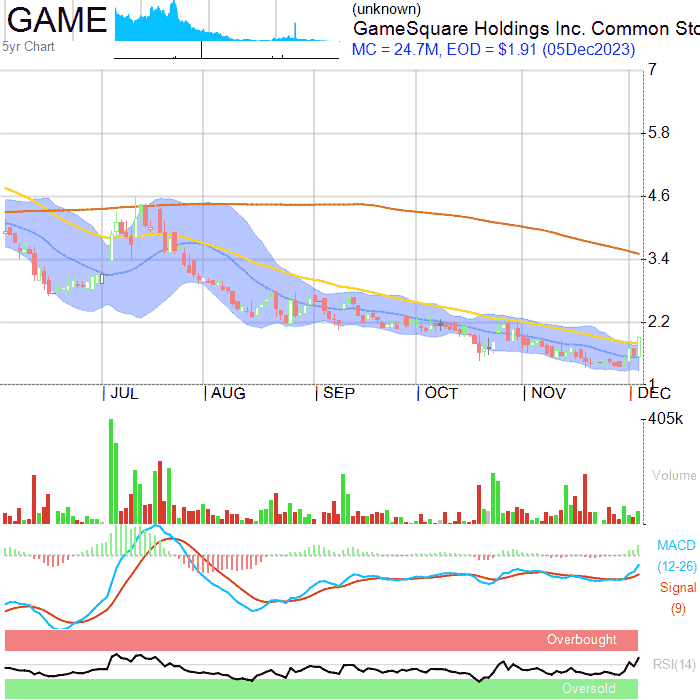 GAME
5yr Chart
(unknown)
GameSquare Holdings Inc. Common Sto
MC = 24.7M, EOD = $1.91 (05Dec2023)
7
5.8
4.6
3.4
2.2
1
JUL AUG SEP OCT NOV DEC
405k
Volume
MACD
(12-26)
Signal
(9)
Overbought
RSI(14)
Oversold